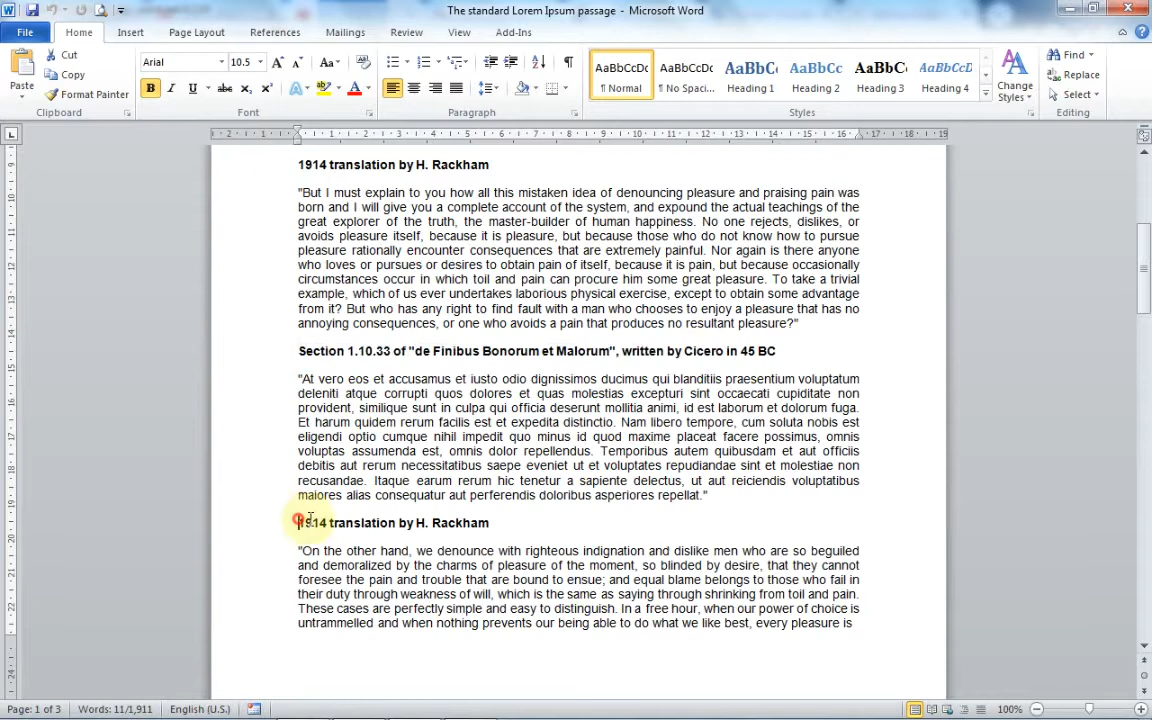 The standard Lorem Ipsum passage - Microsoft Word
File Home Insert Page Layout References Mailings Review View Add-Ins
Paste
Cut
Copy
Format Painter
Clipboard
Arial 10.5
Font
Paragraph
AaBbCcDc AaBbCcDc AaBbC AaBbCc AaBbC AaBbCcD
¶ Normal ¶ No Spaci... Heading 1 Heading 2 Heading 3 Heading 4
Styles
Change
Styles
Find
Replace
Select
Editing
1914 translation by H. Rackham
"But I must explain to you how all this mistaken idea of denouncing pleasure and praising pain was
born and I will give you a complete account of the system, and expound the actual teachings of the
great explorer of the truth, the master-builder of human happiness. No one rejects, dislikes, or
avoids pleasure itself, because it is pleasure, but because those who do not know how to pursue
pleasure rationally encounter consequences that are extremely painful. Nor again is there anyone
who loves or pursues or desires to obtain pain of itself, because it is pain, but because occasionally
circumstances occur in which toil and pain can procure him some great pleasure. To take a trivial
example, which of us ever undertakes laborious physical exercise, except to obtain some advantage
from it? But who has any right to find fault with a man who chooses to enjoy a pleasure that has no
annoying consequences, or one who avoids a pain that produces no resultant pleasure?"
Section 1.10.33 of "de Finibus Bonorum et Malorum", written by Cicero in 45 BC
"At vero eos et accusamus et iusto odio dignissimos ducimus qui blanditiis praesentium voluptatum
deleniti atque corrupti quos dolores et quas molestias excepturi sint occaecati cupiditate non
provident, similique sunt in culpa qui officia deserunt mollitia animi, id est laborum et dolorum fuga.
Et harum quidem rerum facilis est et expedita distinctio. Nam libero tempore, cum soluta nobis est
eligendi optio cumque nihil impedit quo minus id quod maxime placeat facere possimus, omnis
voluptas assumenda est, omnis dolor repellendus. Temporibus autem quibusdam et aut officiis
debitis aut rerum necessitatibus saepe eveniet ut et voluptates repudiandae sint et molestiae non
recusandae. Itaque earum rerum hic tenetur a sapiente delectus, ut aut reiciendis voluptatibus
maiores alias consequatur aut perferendis doloribus asperiores repellat."
1914 translation by H. Rackham
"On the other hand, we denounce with righteous indignation and dislike men who are so beguiled
and demoralized by the charms of pleasure of the moment, so blinded by desire, that they cannot
foresee the pain and trouble that are bound to ensue; and equal blame belongs to those who fail in
their duty through weakness of will, which is the same as saying through shrinking from toil and pain.
These cases are perfectly simple and easy to distinguish. In a free hour, when our power of choice is
untrammelled and when nothing prevents our being able to do what we like best, every pleasure is
Page: 1 of 3 Words: 11/1,911 English (U.S.) 100%